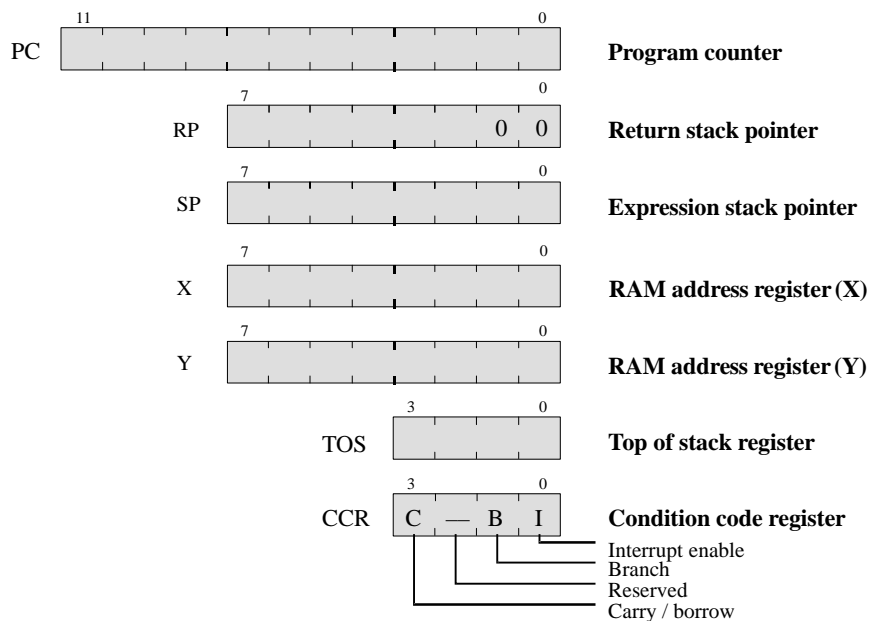 11 0
PC Program counter
7 0
RP 0 0 Return stack pointer
7 0
SP Expression stack pointer
7 0
X RAM address register (X)
7 0
Y RAM address register (Y)
3 0
TOS Top of stack register
3 0
CCR C — B I Condition code register
Interrupt enable
Branch
Reserved
Carry / borrow